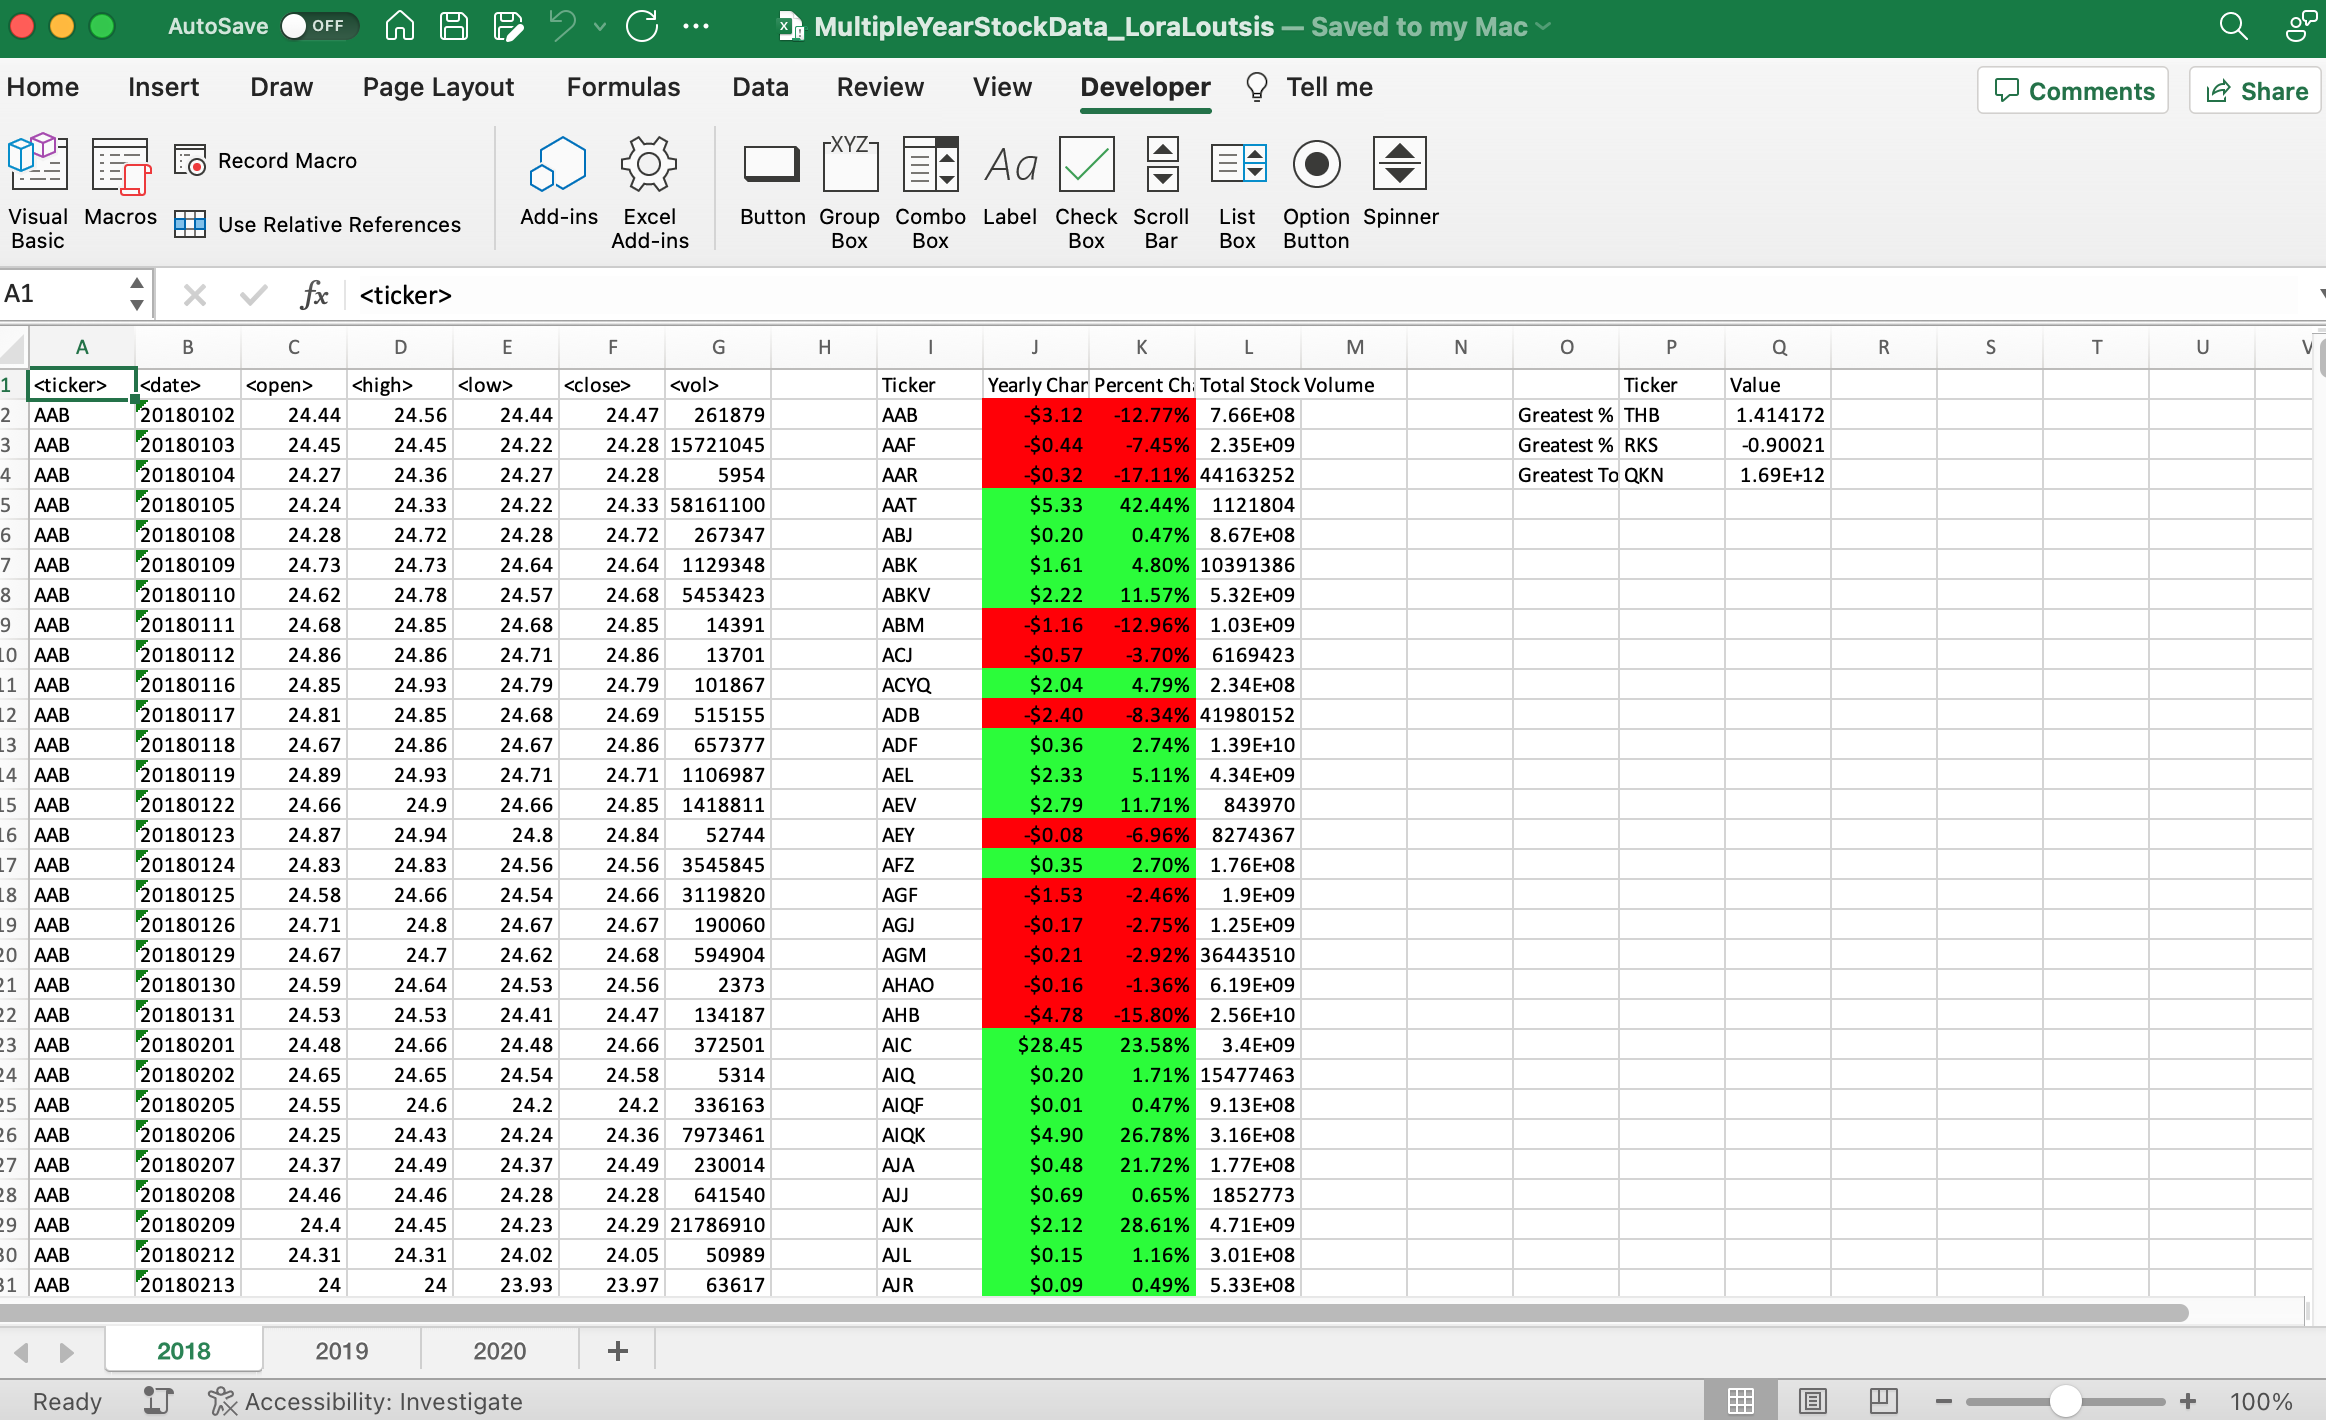 AutoSave OFF MultipleYearStockData_LoraLoutsis — Saved to my Mac
Home Insert Draw Page Layout Formulas Data Review View Developer Tell me Comments Share
Visual Basic Macros Record Macro Use Relative References Add-ins Excel Add-ins Button Group Box Combo Box Label Check Box Scroll Bar List Box Option Button Spinner
XYZ Aa
A1 fx <ticker>
A B C D E F G H I J K L M N O P Q R S T U V
1 <ticker> <date> <open> <high> <low> <close> <vol> Ticker Yearly Char Percent Ch Total Stock Volume Ticker Value
2 AAB 20180102 24.44 24.56 24.44 24.47 261879 AAB -$3.12 -12.77% 7.66E+08 Greatest % THB 1.414172
3 AAB 20180103 24.45 24.45 24.22 24.28 15721045 AAF -$0.44 -7.45% 2.35E+09 Greatest % RKS -0.90021
4 AAB 20180104 24.27 24.36 24.27 24.28 5954 AAR -$0.32 -17.11% 44163252 Greatest To QKN 1.69E+12
5 AAB 20180105 24.24 24.33 24.22 24.33 58161100 AAT $5.33 42.44% 1121804
6 AAB 20180108 24.28 24.72 24.28 24.72 267347 ABJ $0.20 0.47% 8.67E+08
7 AAB 20180109 24.73 24.73 24.64 24.64 1129348 ABK $1.61 4.80% 10391386
8 AAB 20180110 24.62 24.78 24.57 24.68 5453423 ABKV $2.22 11.57% 5.32E+09
9 AAB 20180111 24.68 24.85 24.68 24.85 14391 ABM -$1.16 -12.96% 1.03E+09
10 AAB 20180112 24.86 24.86 24.71 24.86 13701 ACJ -$0.57 -3.70% 6169423
11 AAB 20180116 24.85 24.93 24.79 24.79 101867 ACYQ $2.04 4.79% 2.34E+08
12 AAB 20180117 24.81 24.85 24.68 24.69 515155 ADB -$2.40 -8.34% 41980152
13 AAB 20180118 24.67 24.86 24.67 24.86 657377 ADF $0.36 2.74% 1.39E+10
14 AAB 20180119 24.89 24.93 24.71 24.71 1106987 AEL $2.33 5.11% 4.34E+09
15 AAB 20180122 24.66 24.9 24.66 24.85 1418811 AEV $2.79 11.71% 843970
16 AAB 20180123 24.87 24.94 24.8 24.84 52744 AEY -$0.08 -6.96% 8274367
17 AAB 20180124 24.83 24.83 24.56 24.56 3545845 AFZ $0.35 2.70% 1.76E+08
18 AAB 20180125 24.58 24.66 24.54 24.66 3119820 AGF -$1.53 -2.46% 1.9E+09
19 AAB 20180126 24.71 24.8 24.67 24.67 190060 AGJ -$0.17 -2.75% 1.25E+09
20 AAB 20180129 24.67 24.7 24.62 24.68 594904 AGM -$0.21 -2.92% 36443510
21 AAB 20180130 24.59 24.64 24.53 24.56 2373 AHAO -$0.16 -1.36% 6.19E+09
22 AAB 20180131 24.53 24.53 24.41 24.47 134187 AHB -$4.78 -15.80% 2.56E+10
23 AAB 20180201 24.48 24.66 24.48 24.66 372501 AIC $28.45 23.58% 3.4E+09
24 AAB 20180202 24.65 24.65 24.54 24.58 5314 AIQ $0.20 1.71% 15477463
25 AAB 20180205 24.55 24.6 24.2 24.2 336163 AIQF $0.01 0.47% 9.13E+08
26 AAB 20180206 24.25 24.43 24.24 24.36 7973461 AIQK $4.90 26.78% 3.16E+08
27 AAB 20180207 24.37 24.49 24.37 24.49 230014 AJA $0.48 21.72% 1.77E+08
28 AAB 20180208 24.46 24.46 24.28 24.28 641540 AJJ $0.69 0.65% 1852773
29 AAB 20180209 24.4 24.45 24.23 24.29 21786910 AJK $2.12 28.61% 4.71E+09
30 AAB 20180212 24.31 24.31 24.02 24.05 50989 AJL $0.15 1.16% 3.01E+08
31 AAB 20180213 24 24 23.93 23.97 63617 AJR $0.09 0.49% 5.33E+08
2018 2019 2020 +
Ready Accessibility: Investigate 100%